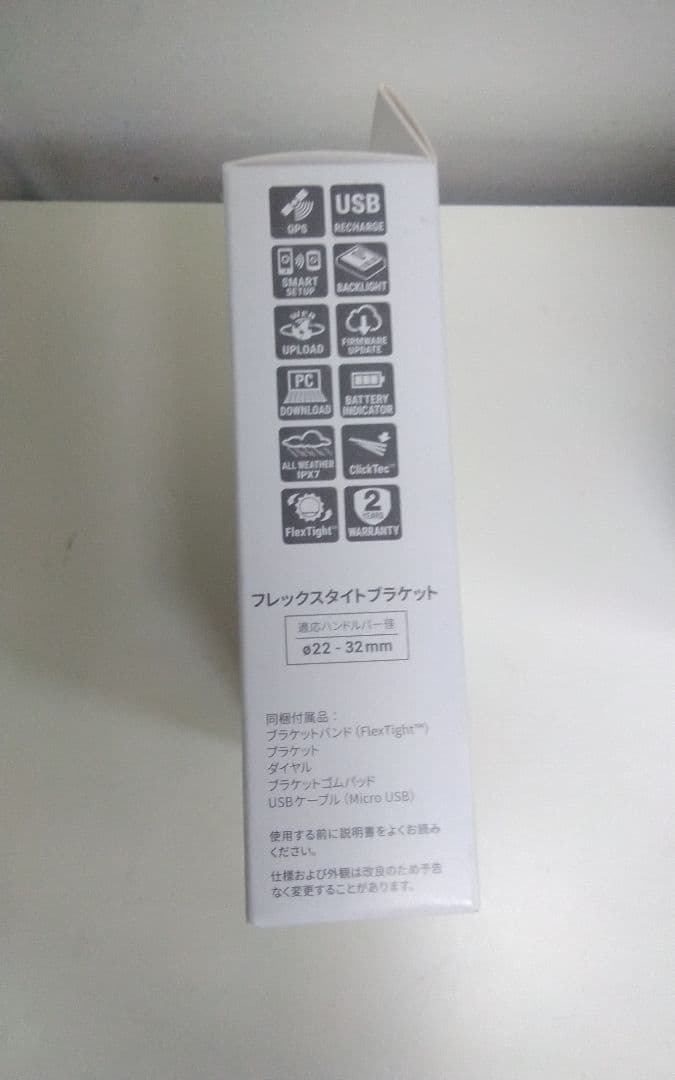 GPS
USB
RECHARGE
SMART
SETUP
BACKLIGHT
WEB
UPLOAD
FIRMWARE
UPDATE
PC
DOWNLOAD
BATTERY
INDICATOR
ALL WEATHER
IPX7
ClickTec™
FlexTight™
2
YEARS
WARRANTY
フレックスタイトブラケット
適応ハンドルバー径
ø22 - 32mm
同梱付属品：
ブラケットバンド（FlexTight™）
ブラケット
ダイヤル
ブラケットゴムパッド
USBケーブル（Micro USB）
使用する前に説明書をよくお読み
ください。
仕様および外観は改良のため予告
なく変更することがあります。